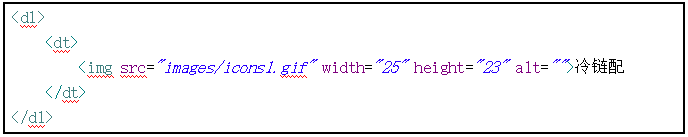 <dl>
<dt>
<img src="images/icons1.gif" width="25" height="23" alt="">冷链配
</dt>
</dl>